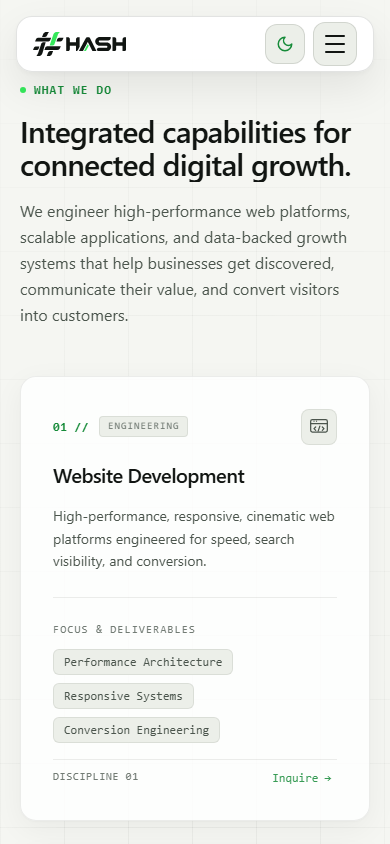 HASH
WHAT WE DO
Integrated capabilities for
connected digital growth.
We engineer high-performance web platforms,
scalable applications, and data-backed growth
systems that help businesses get discovered,
communicate their value, and convert visitors
into customers.
01 // ENGINEERING
Website Development
High-performance, responsive, cinematic web
platforms engineered for speed, search
visibility, and conversion.
FOCUS & DELIVERABLES
Performance Architecture
Responsive Systems
Conversion Engineering
DISCIPLINE 01 Inquire →